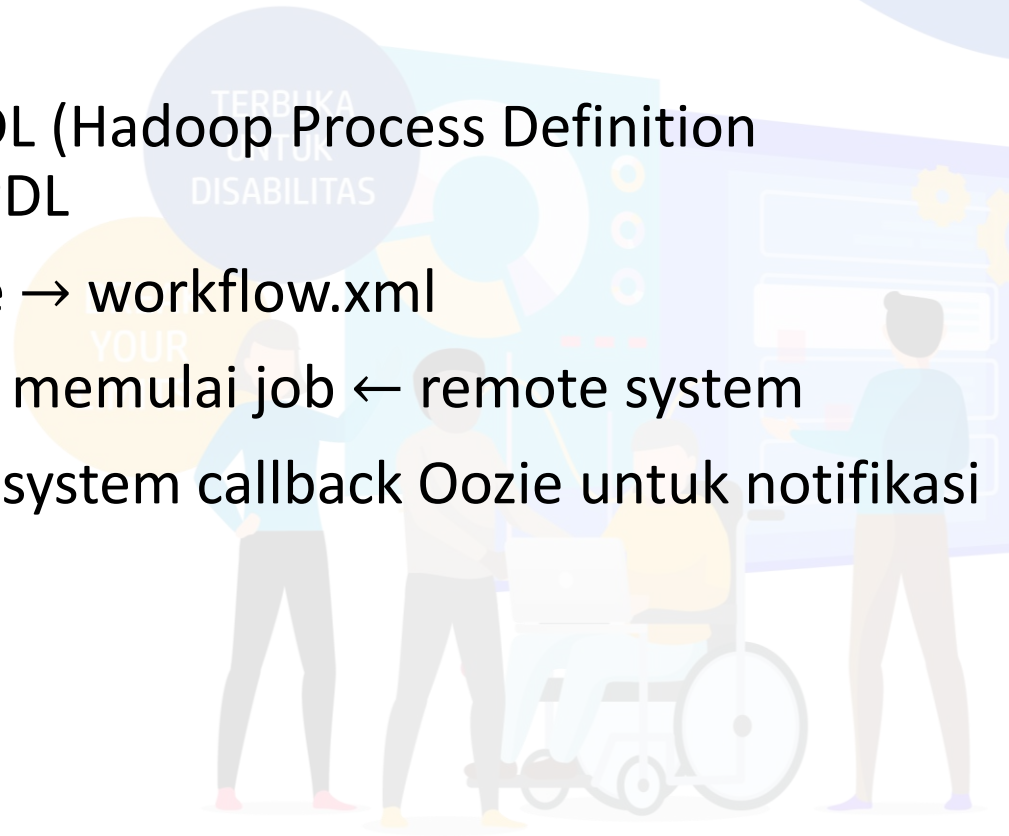 DL (Hadoop Process Definition
DL
→ workflow.xml
memulai job ← remote system
system callback Oozie untuk notifikasi
TERBUKA
UNTUK
DISABILITAS
YOUR